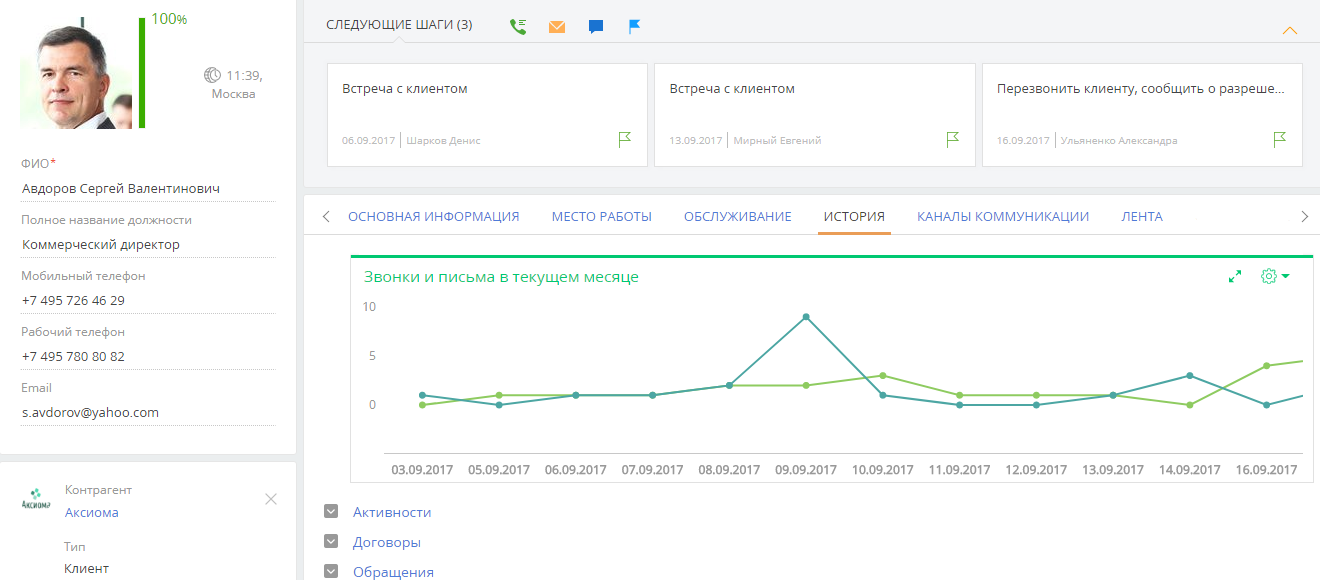 100%
11:39,
Москва
ФИО*
Авдоров Сергей Валентинович
Полное название должности
Коммерческий директор
Мобильный телефон
+7 495 726 46 29
Рабочий телефон
+7 495 780 80 82
Email
s.avdorov@yahoo.com
Аксиома
Контрагент
Аксиома
Тип
Клиент
СЛЕДУЮЩИЕ ШАГИ (3)
Встреча с клиентом
06.09.2017 Шарков Денис
Встреча с клиентом
13.09.2017 Мирный Евгений
Перезвонить клиенту, сообщить о разреше...
16.09.2017 Ульяненко Александра
ОСНОВНАЯ ИНФОРМАЦИЯ МЕСТО РАБОТЫ ОБСЛУЖИВАНИЕ ИСТОРИЯ КАНАЛЫ КОММУНИКАЦИИ ЛЕНТА
Звонки и письма в текущем месяце
10
5
0
03.09.2017 05.09.2017 06.09.2017 07.09.2017 08.09.2017 09.09.2017 10.09.2017 11.09.2017 12.09.2017 13.09.2017 14.09.2017 16.09.2017
Активности
Договоры
Обращения